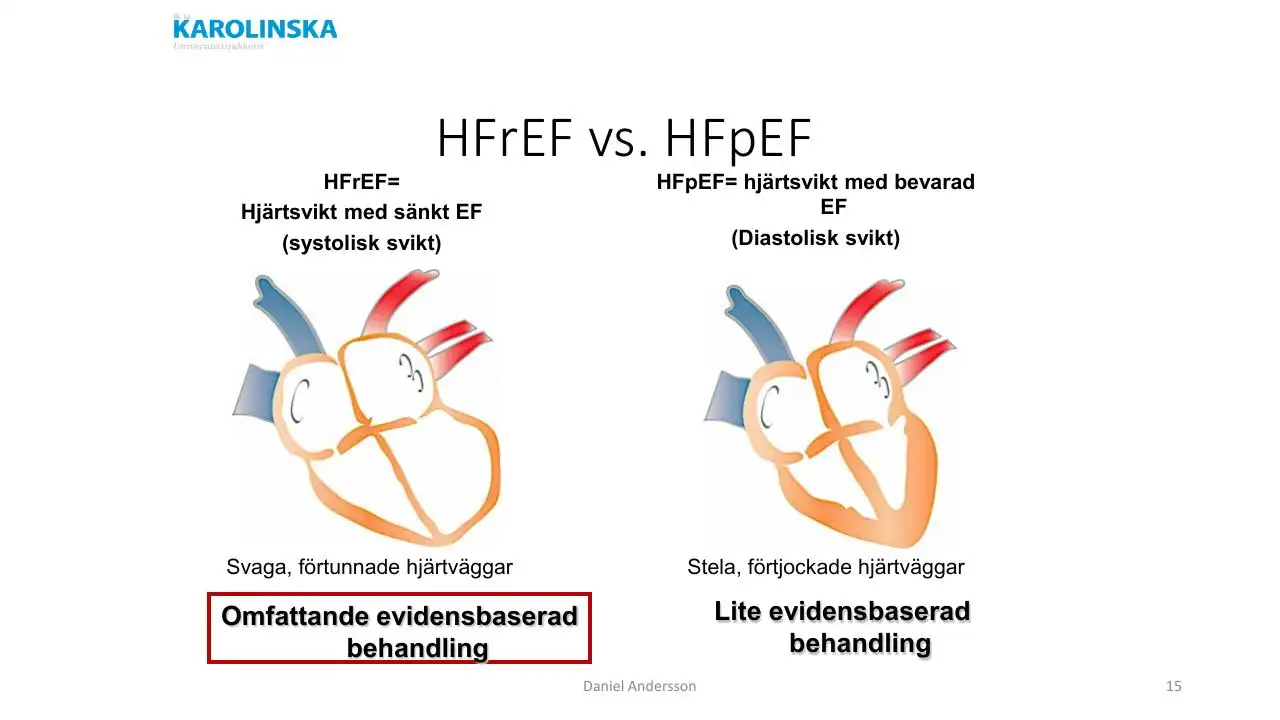 KAROLINSKA
Universitetssjukhuset
HFrEF vs. HFpEF
HFrEF=
Hjärtsvikt med sänkt EF
(systolisk svikt)
HFpEF= hjärtsvikt med bevarad
EF
(Diastolisk svikt)
Svaga, förtunnade hjärtväggar
Stela, förtjockade hjärtväggar
Omfattande evidensbaserad
behandling
Lite evidensbaserad
behandling
Daniel Andersson
15